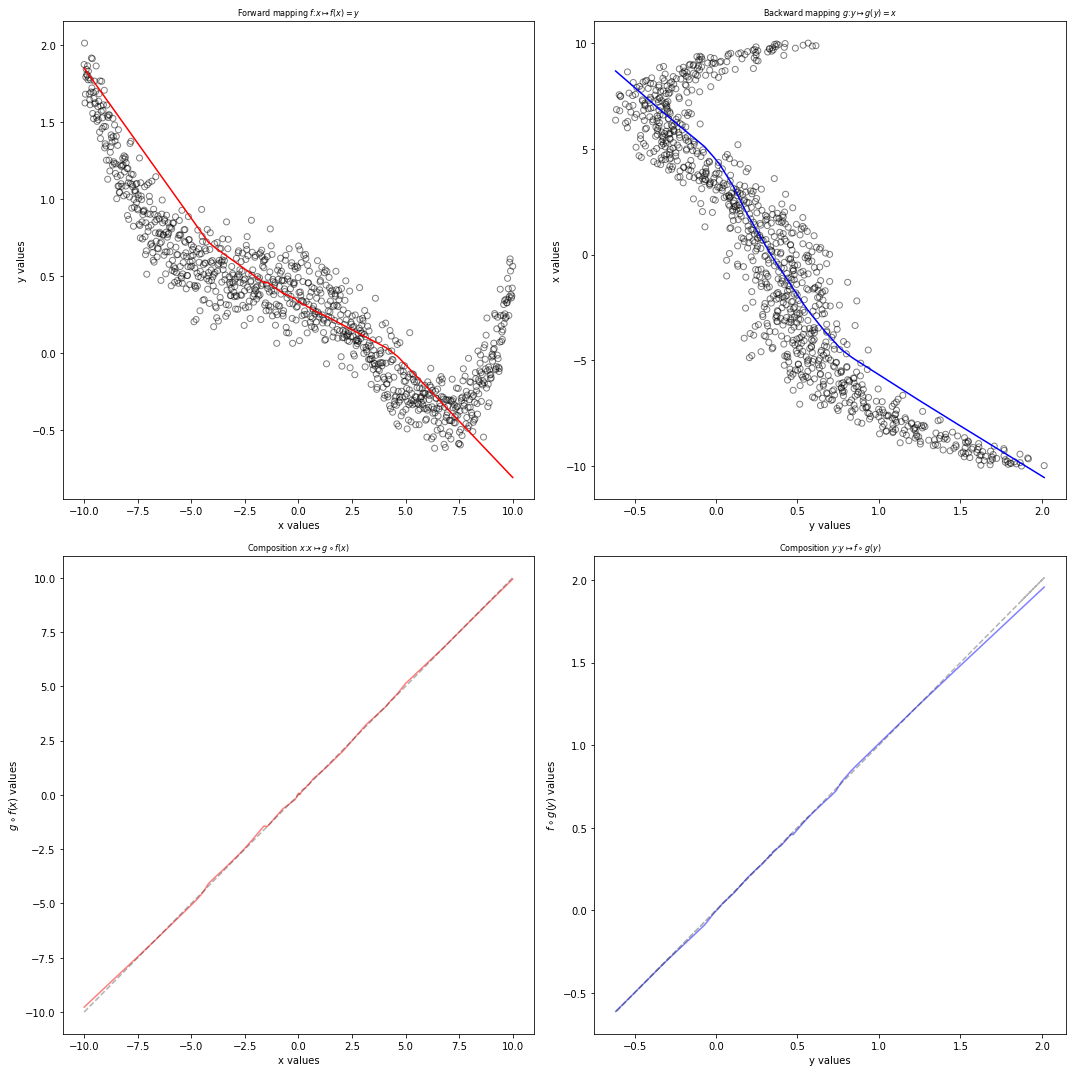 Forward mapping f:x↦f(x)=y
2.0
1.5
1.0
0.5
0.0
−0.5
−10.0 −7.5 −5.0 −2.5 0.0 2.5 5.0 7.5 10.0
x values
y values
Backward mapping g:y↦g(y)=x
10
5
0
−5
−10
−0.5 0.0 0.5 1.0 1.5 2.0
y values
x values
Composition x:x↦g∘f(x)
10.0
7.5
5.0
2.5
0.0
−2.5
−5.0
−7.5
−10.0
−10.0 −7.5 −5.0 −2.5 0.0 2.5 5.0 7.5 10.0
x values
g∘f(x) values
Composition y:y↦f∘g(y)
2.0
1.5
1.0
0.5
0.0
−0.5
−0.5 0.0 0.5 1.0 1.5 2.0
y values
f∘g(y) values